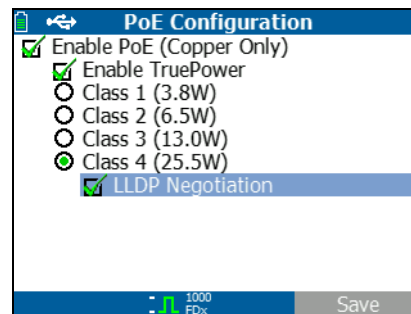 PoE Configuration
Enable PoE (Copper Only)
Enable TruePower
Class 1 (3.8W)
Class 2 (6.5W)
Class 3 (13.0W)
Class 4 (25.5W)
LLDP Negotiation
1000
FDx
Save